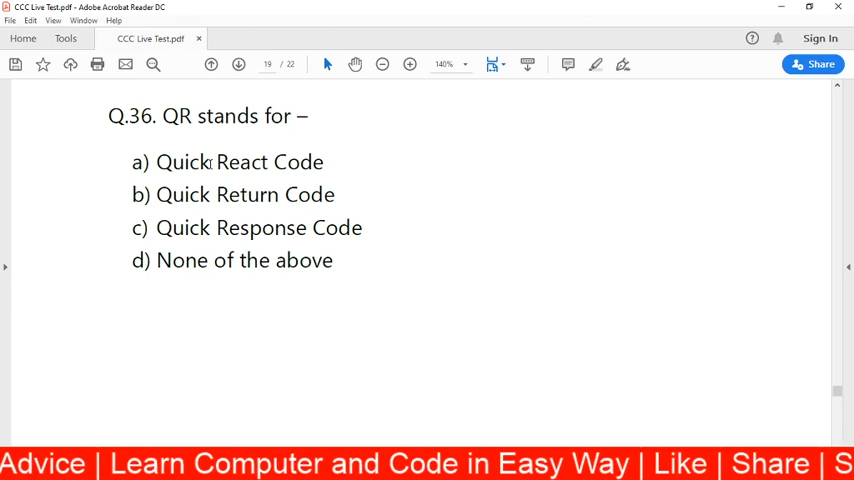 CCC Live Test.pdf - Adobe Acrobat Reader DC
File Edit View Window Help
Home Tools CCC Live Test.pdf × Sign In
19 / 22 140% Share
Q.36. QR stands for –
a) Quick React Code
b) Quick Return Code
c) Quick Response Code
d) None of the above
Advice | Learn Computer and Code in Easy Way | Like | Share | S